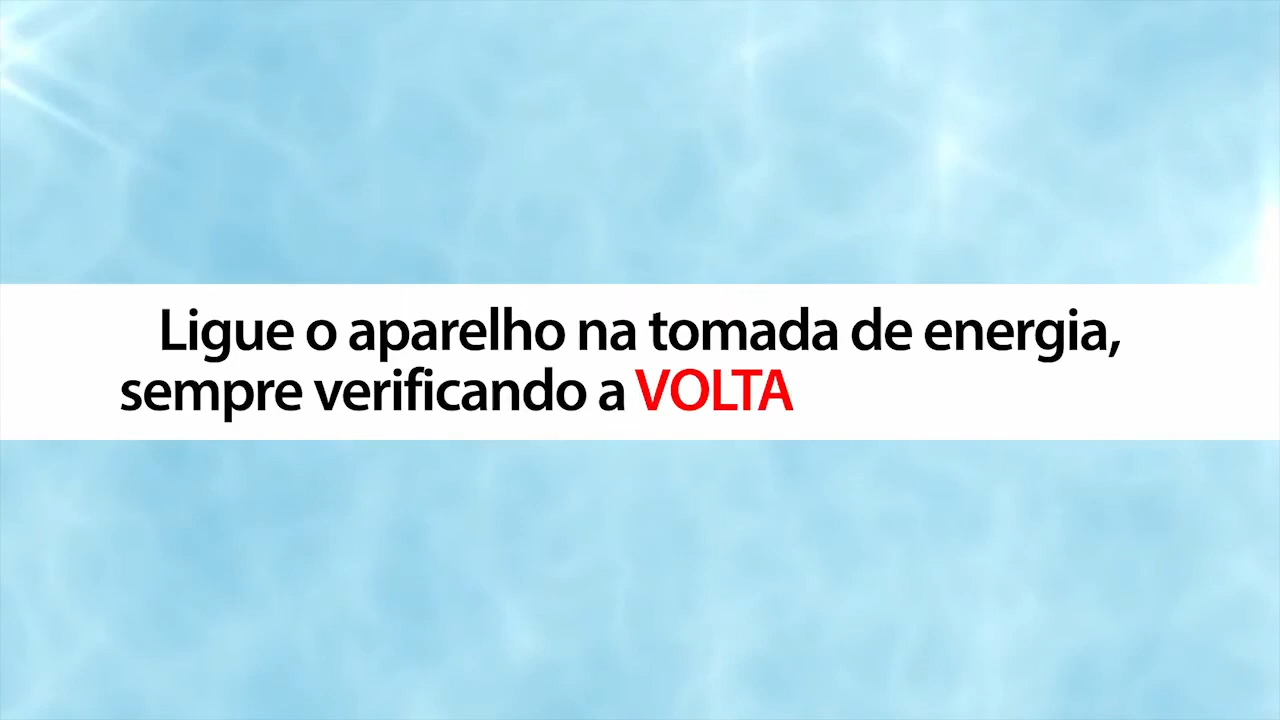 Ligue o aparelho na tomada de energia,
sempre verificando a VOLTA